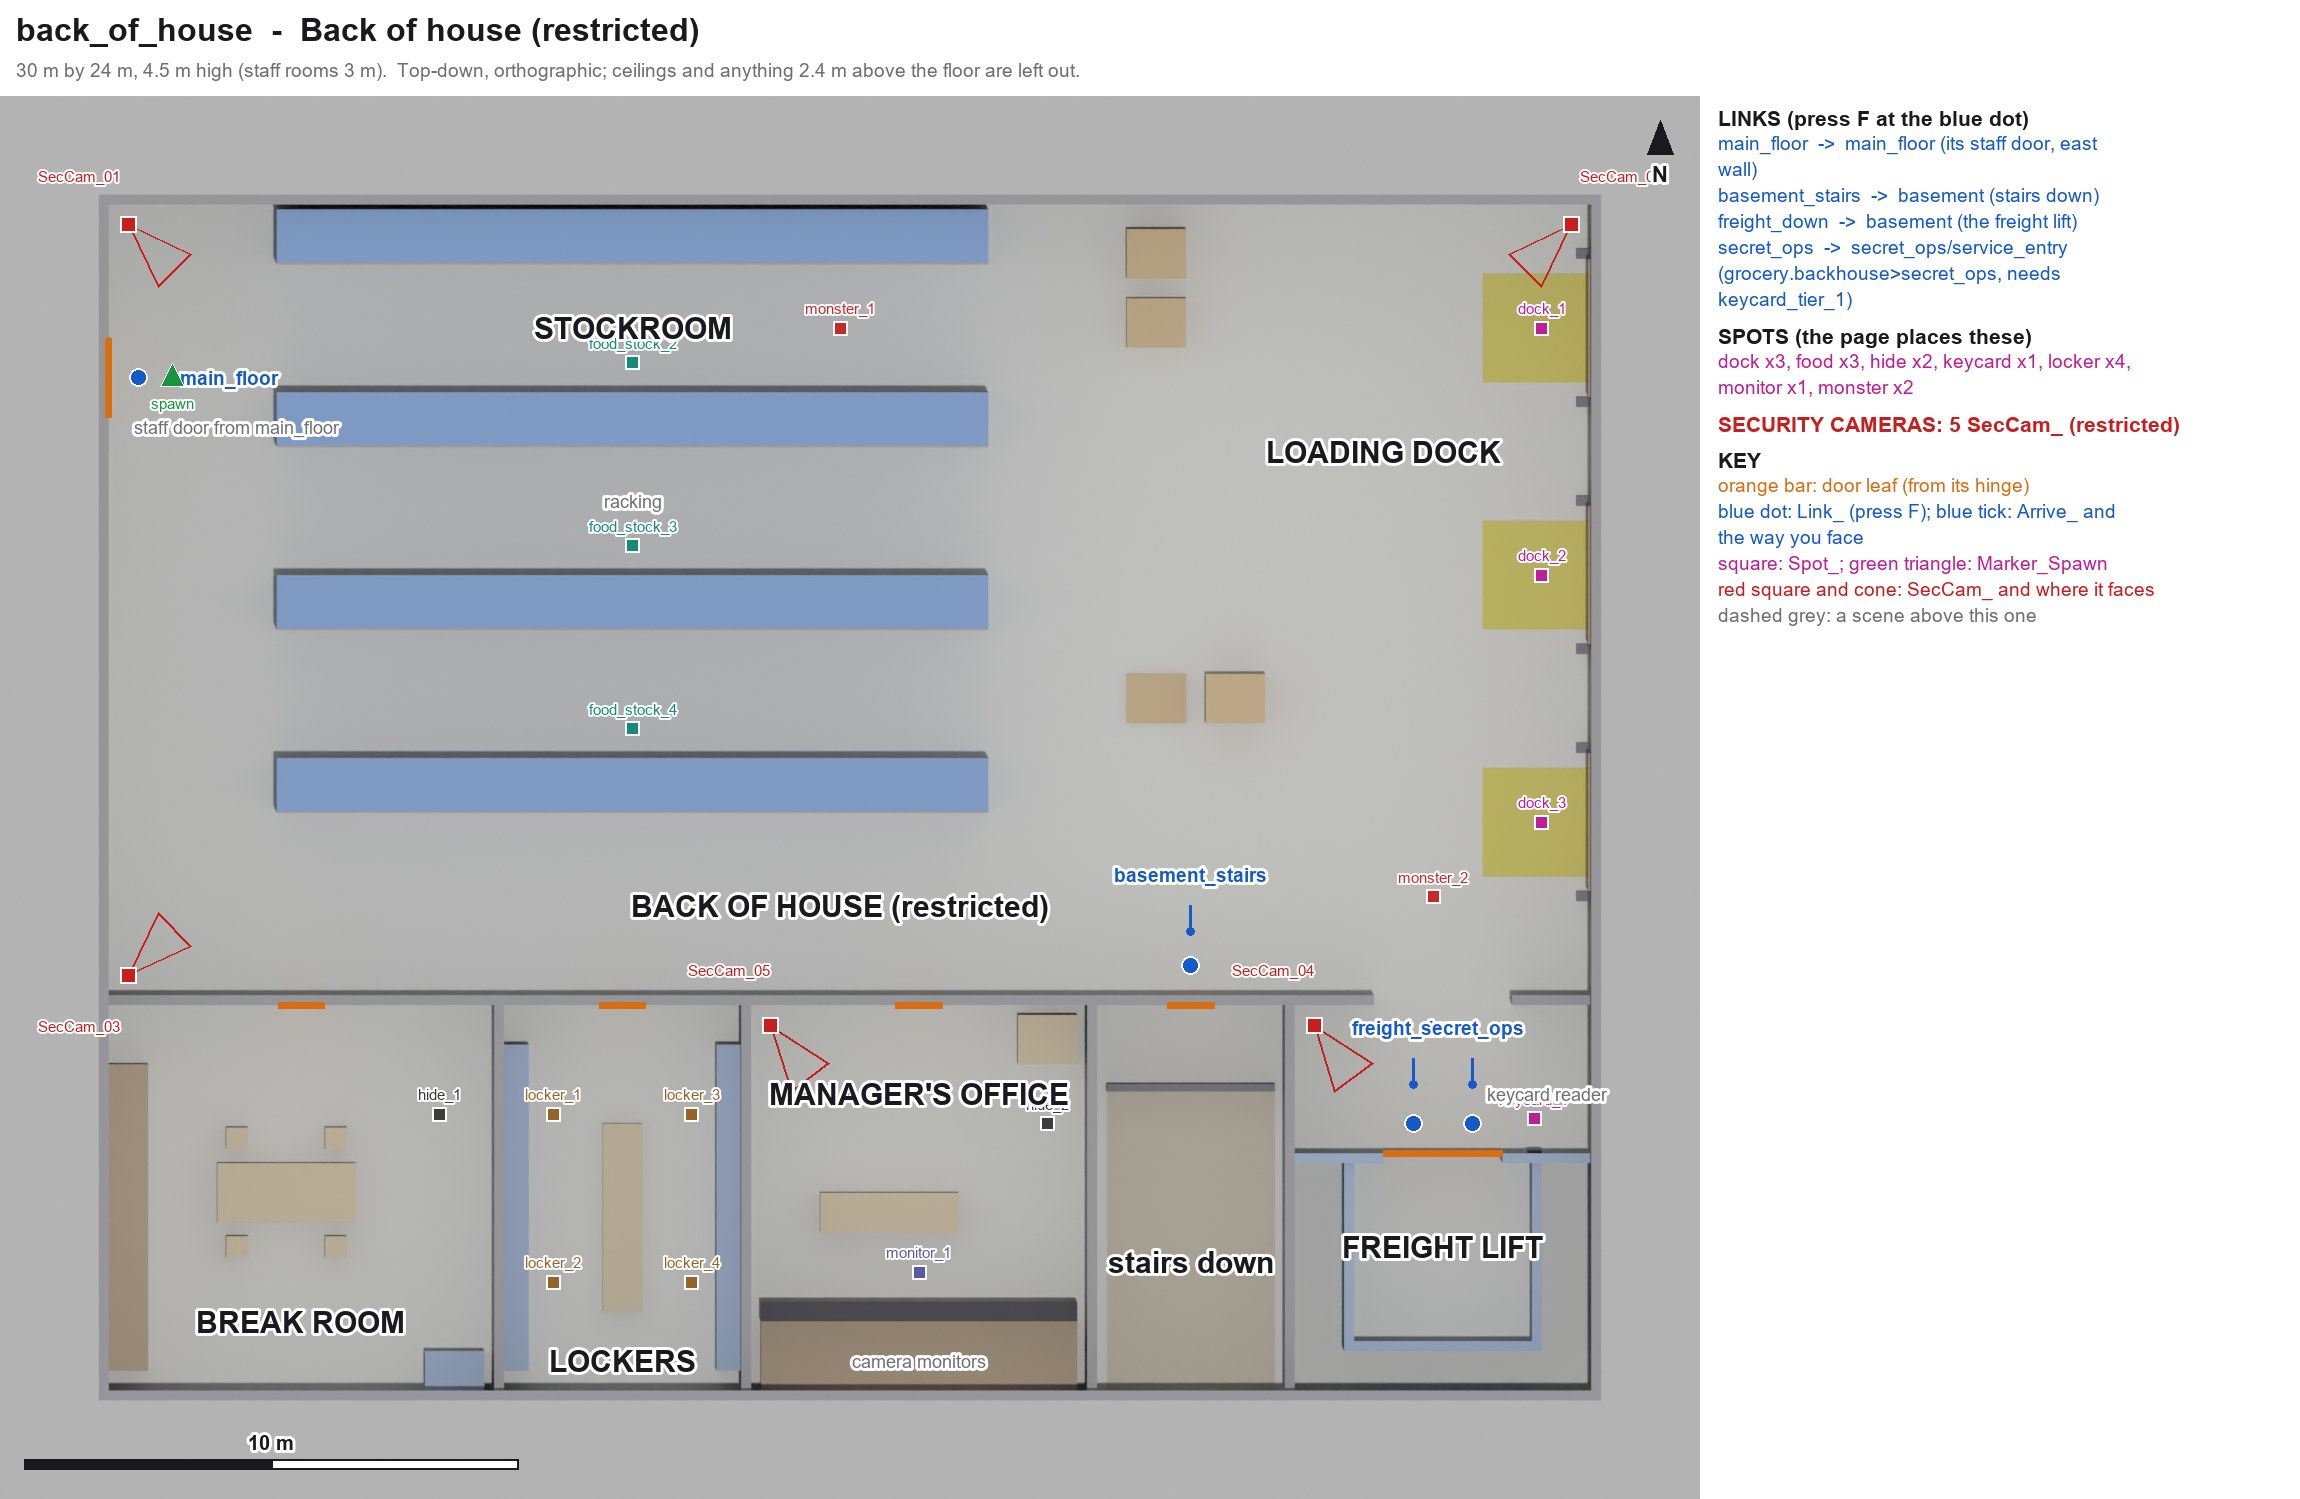 back_of_house  -  Back of house (restricted)
30 m by 24 m, 4.5 m high (staff rooms 3 m).  Top-down, orthographic; ceilings and anything 2.4 m above the floor are left out.
SecCam_01
N
monster_1
dock_1
STOCKROOM
food_stock_2
main_floor
spawn
staff door from main_floor
LOADING DOCK
racking
food_stock_3
dock_2
food_stock_4
dock_3
basement_stairs
monster_2
BACK OF HOUSE (restricted)
SecCam_05
SecCam_04
SecCam_03
secret_ops
hide_1
locker_1
locker_3
MANAGER'S OFFICE
keycard reader
locker_2
locker_4
monitor_1
FREIGHT LIFT
stairs down
BREAK ROOM
LOCKERS
camera monitors
10 m
LINKS (press F at the blue dot)
main_floor  ->  main_floor (its staff door, east
wall)
basement_stairs  ->  basement (stairs down)
freight_down  ->  basement (the freight lift)
secret_ops  ->  secret_ops/service_entry
(grocery.backhouse>secret_ops, needs
keycard_tier_1)
SPOTS (the page places these)
dock x3, food x3, hide x2, keycard x1, locker x4,
monitor x1, monster x2
SECURITY CAMERAS: 5 SecCam_ (restricted)
KEY
orange bar: door leaf (from its hinge)
blue dot: Link_ (press F); blue tick: Arrive_ and
the way you face
square: Spot_; green triangle: Marker_Spawn
red square and cone: SecCam_ and where it faces
dashed grey: a scene above this one